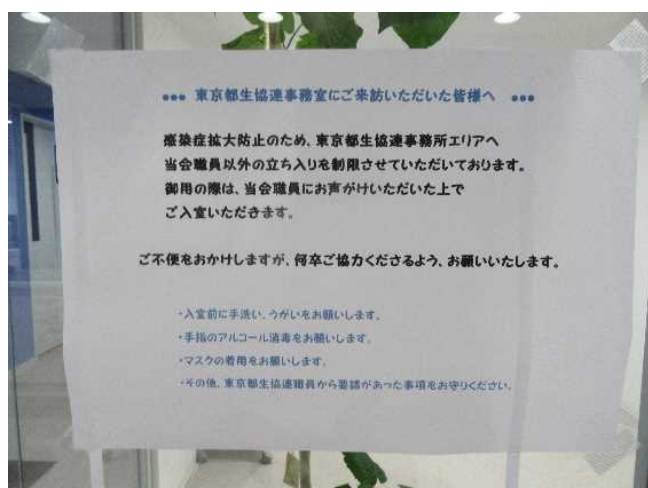 ●●● 東京都生協連事務室にご来訪いただいた皆様へ ●●●
感染症拡大防止のため、東京都生協連事務所エリアへ
当会職員以外の立ち入りを制限させていただいております。
御用の際は、当会職員にお声がけいただいた上で
ご入室いただきます。
ご不便をおかけしますが、何卒ご協力くださるよう、お願いいたします。
・入室前に手洗い、うがいをお願いします。
・手指のアルコール消毒をお願いします。
・マスクの着用をお願いします。
・その他、東京都生協連職員から要請があった事項をお守りください。